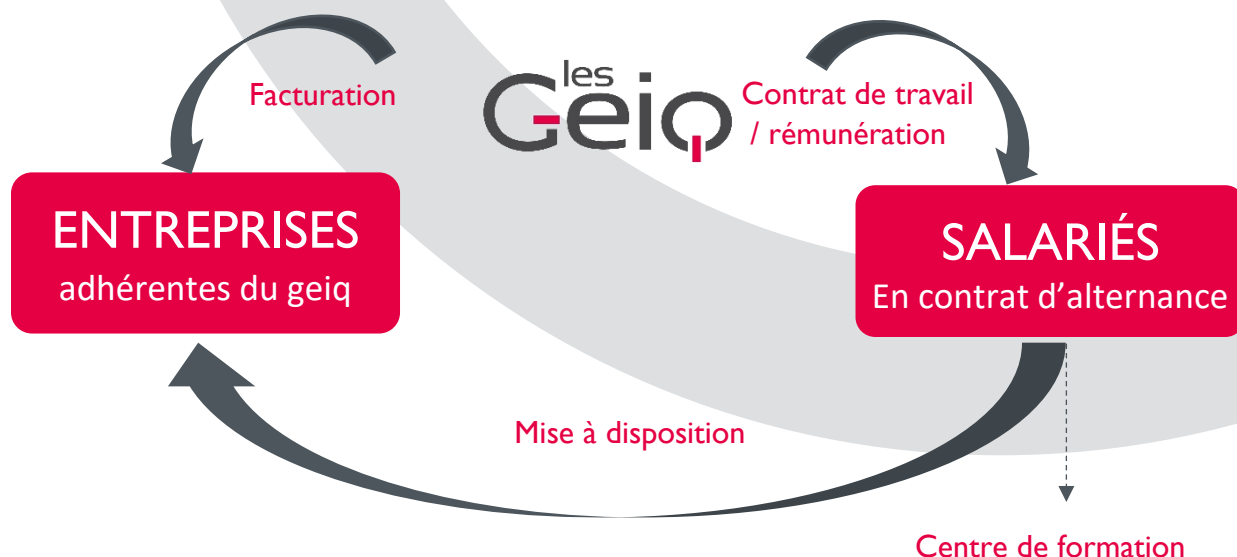 les
Geiq
Facturation
Contrat de travail
/ rémunération
ENTREPRISES
adhérentes du geiq
SALARIÉS
En contrat d’alternance
Mise à disposition
Centre de formation